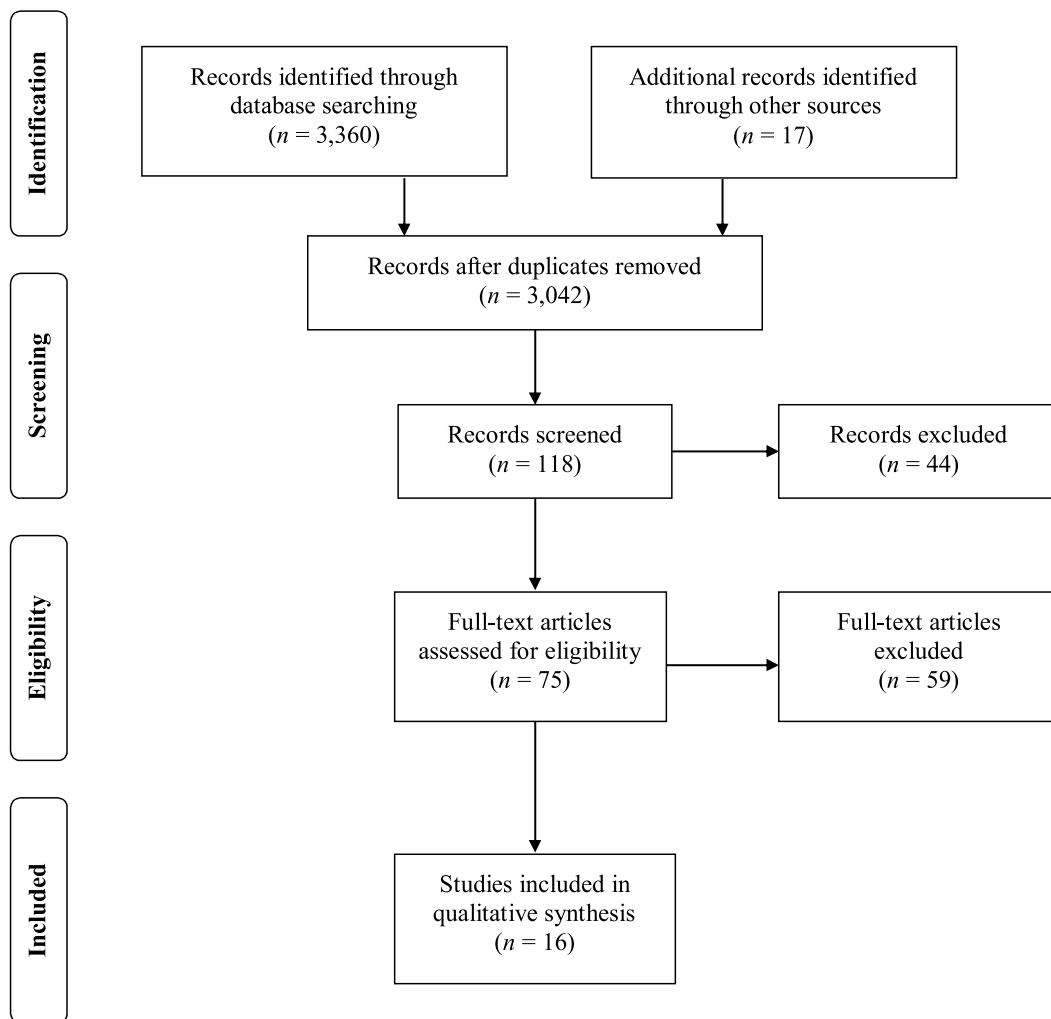 Identification
Records identified through
database searching
(n = 3,360)
Additional records identified
through other sources
(n = 17)
Records after duplicates removed
(n = 3,042)
Screening
Records screened
(n = 118)
Records excluded
(n = 44)
Eligibility
Full-text articles
assessed for eligibility
(n = 75)
Full-text articles
excluded
(n = 59)
Included
Studies included in
qualitative synthesis
(n = 16)